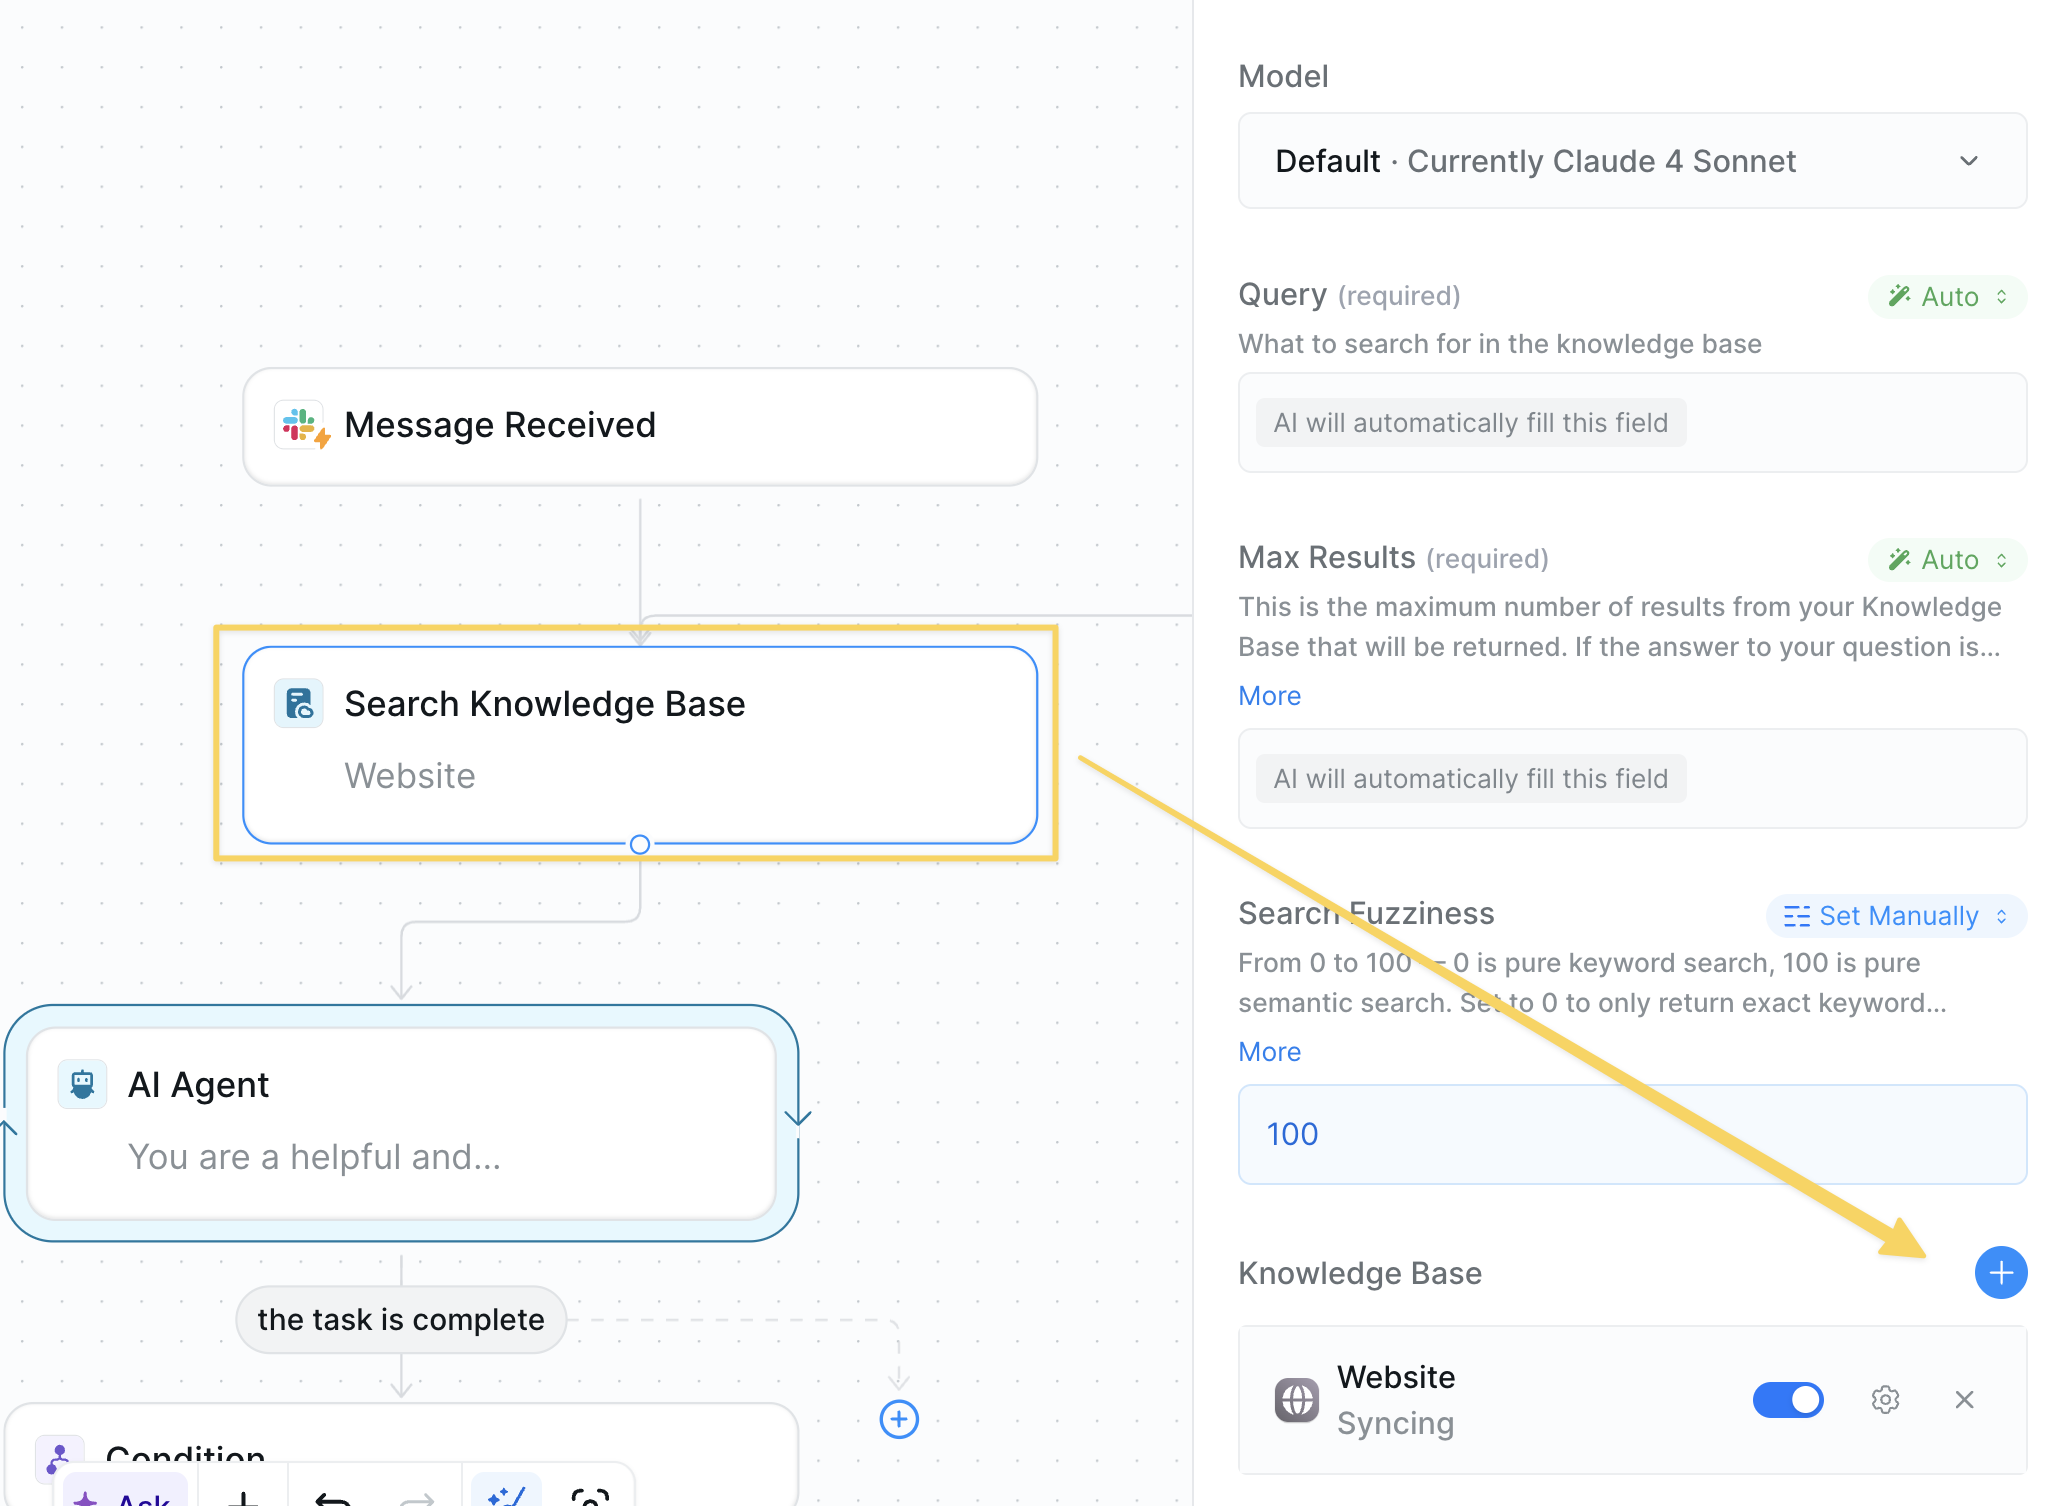 Message Received
Search Knowledge Base
Website
AI Agent
You are a helpful and...
the task is complete
Condition
Ask
Model
Default · Currently Claude 4 Sonnet
Query (required)
Auto
What to search for in the knowledge base
AI will automatically fill this field
Max Results (required)
Auto
This is the maximum number of results from your Knowledge
Base that will be returned. If the answer to your question is...
More
AI will automatically fill this field
Search Fuzziness
Set Manually
From 0 to 100 – 0 is pure keyword search, 100 is pure
semantic search. Set to 0 to only return exact keyword...
More
100
Knowledge Base
Website
Syncing